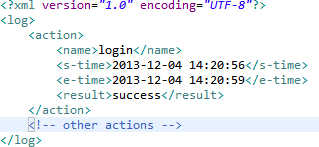 <?xml version="1.0" encoding="UTF-8"?>
<log>
    <action>
        <name>login</name>
        <s-time>2013-12-04 14:20:56</s-time>
        <e-time>2013-12-04 14:20:59</e-time>
        <result>success</result>
    </action>
    <!-- other actions -->
</log>